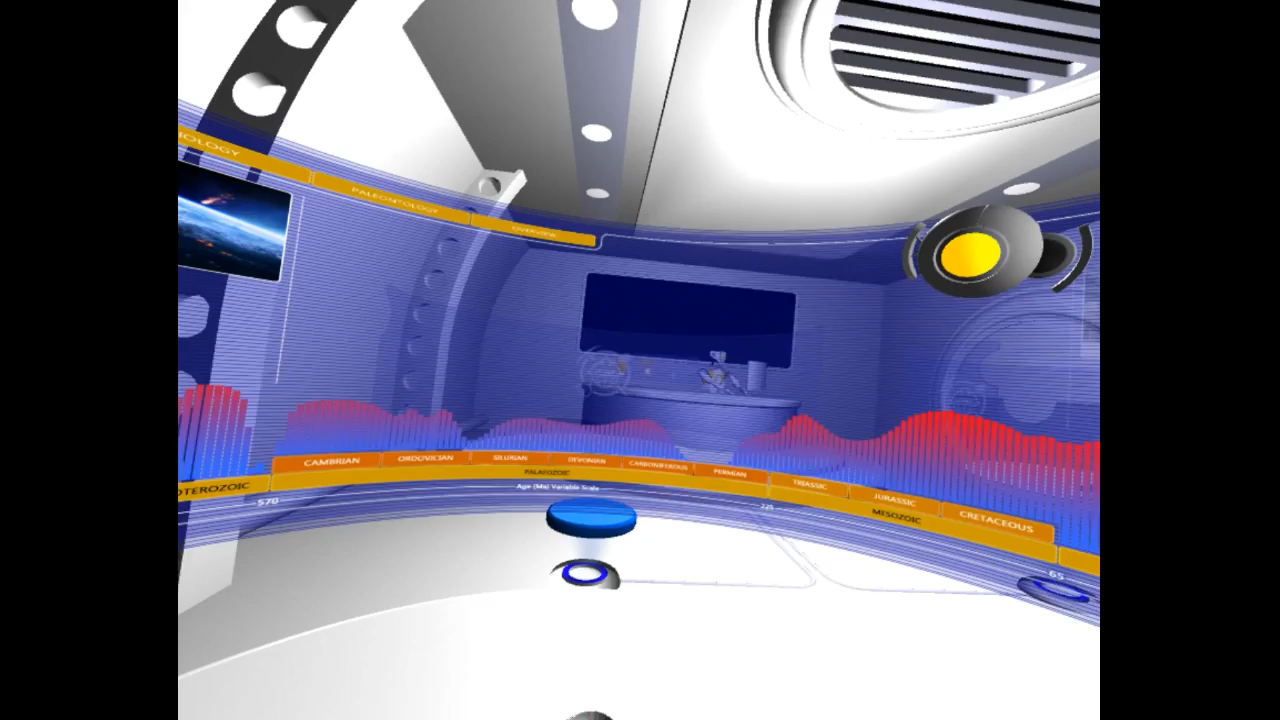 IOLOGY
PALEONTOLOGY
OVERVIEW
CAMBRIAN ORDOVICIAN SILURIAN DEVONIAN CARBONIFEROUS PERMIAN TRIASSIC JURASSIC CRETACEOUS
OTEROZOIC PALAEOZOIC MESOZOIC
570 Age (Ma) Variable Scale 225 65